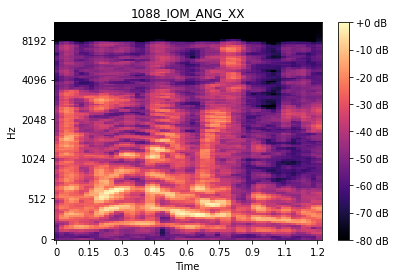 1088_IOM_ANG_XX
8192
4096
2048
1024
512
0
Hz
0 0.15 0.3 0.45 0.6 0.75 0.9 1.1 1.2
Time
+0 dB
-10 dB
-20 dB
-30 dB
-40 dB
-50 dB
-60 dB
-70 dB
-80 dB